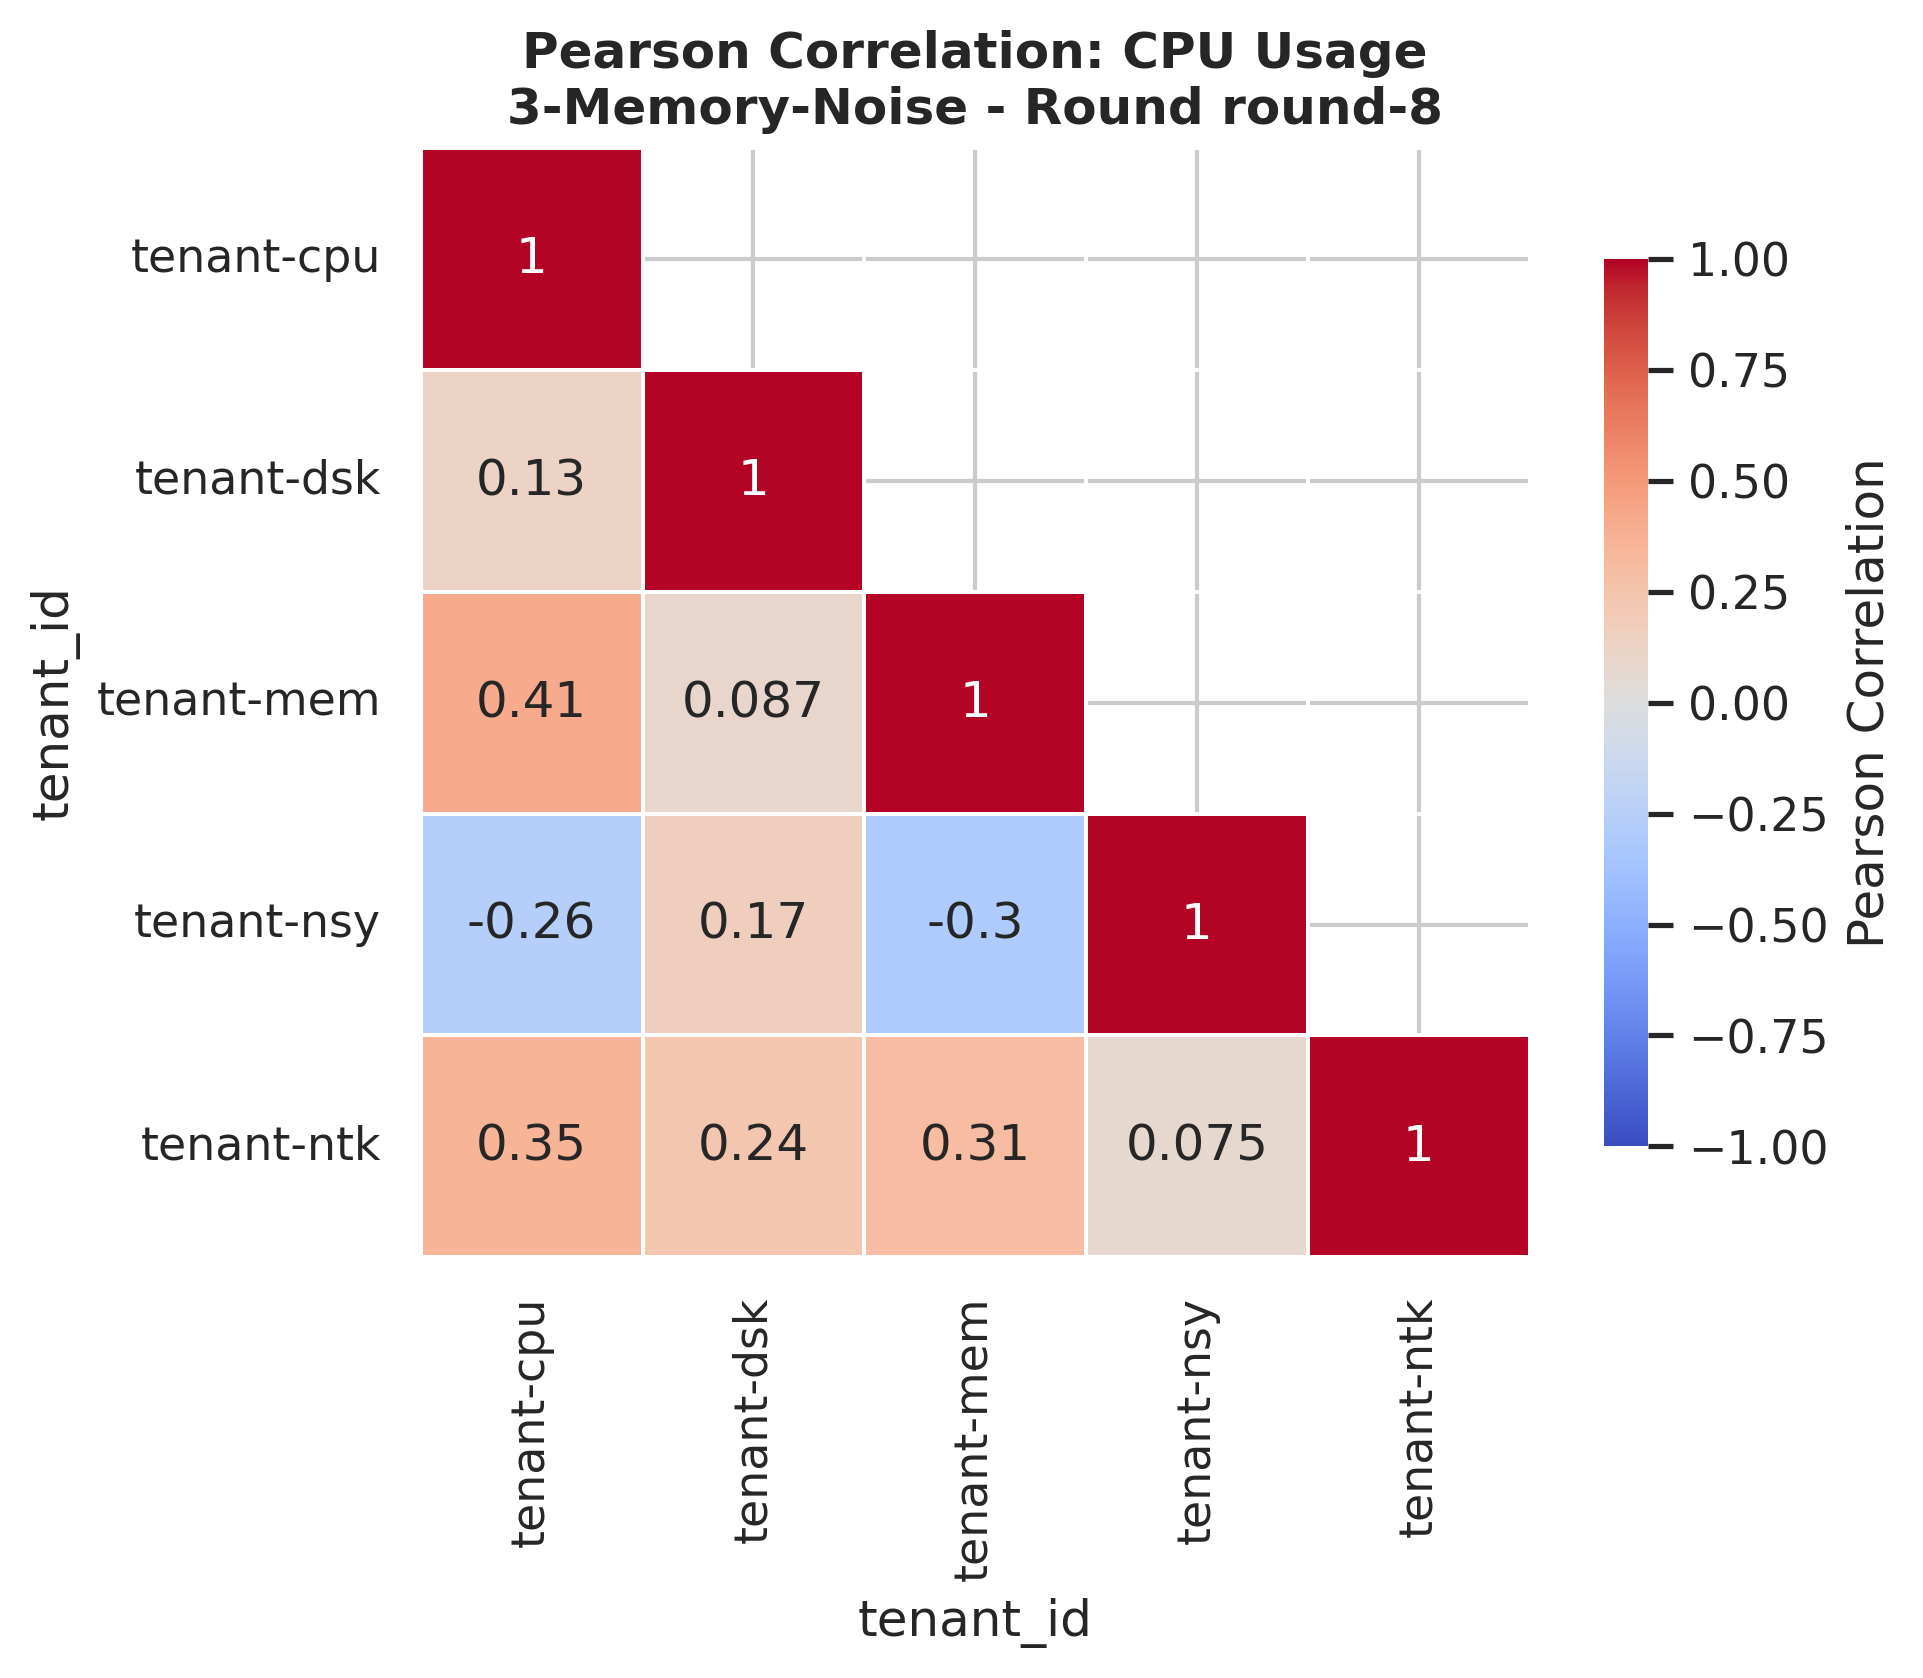 Pearson Correlation: CPU Usage
3-Memory-Noise - Round round-8
tenant_id
tenant-cpu
1
tenant-dsk
0.13 1
tenant-mem
0.41 0.087 1
tenant-nsy
-0.26 0.17 -0.3 1
tenant-ntk
0.35 0.24 0.31 0.075 1
tenant-cpu
tenant-dsk
tenant-mem
tenant-nsy
tenant-ntk
tenant_id
1.00
0.75
0.50
0.25
0.00
−0.25
−0.50
−0.75
−1.00
Pearson Correlation